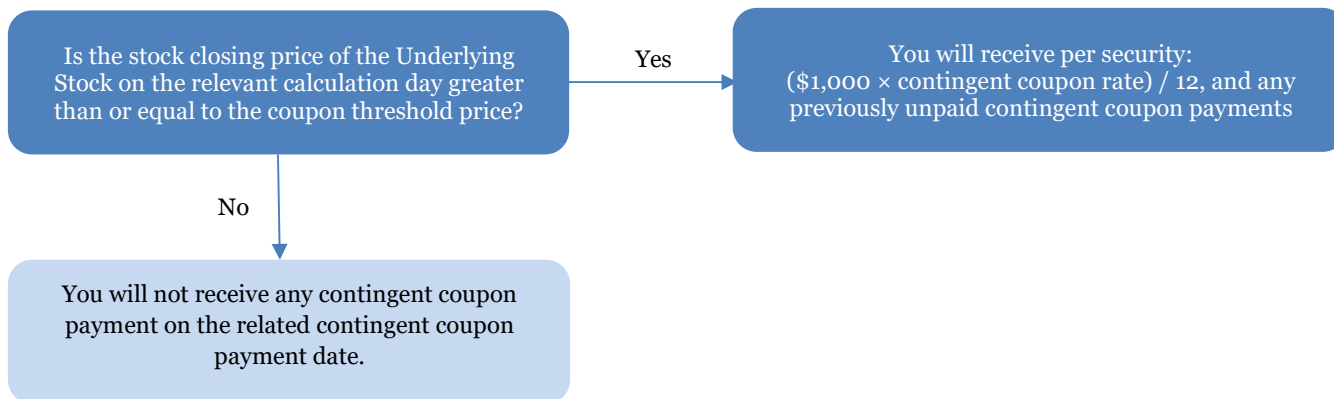 Is the stock closing price of the Underlying
Stock on the relevant calculation day greater
than or equal to the coupon threshold price?
Yes
You will receive per security:
($1,000 × contingent coupon rate) / 12, and any
previously unpaid contingent coupon payments
No
You will not receive any contingent coupon
payment on the related contingent coupon
payment date.